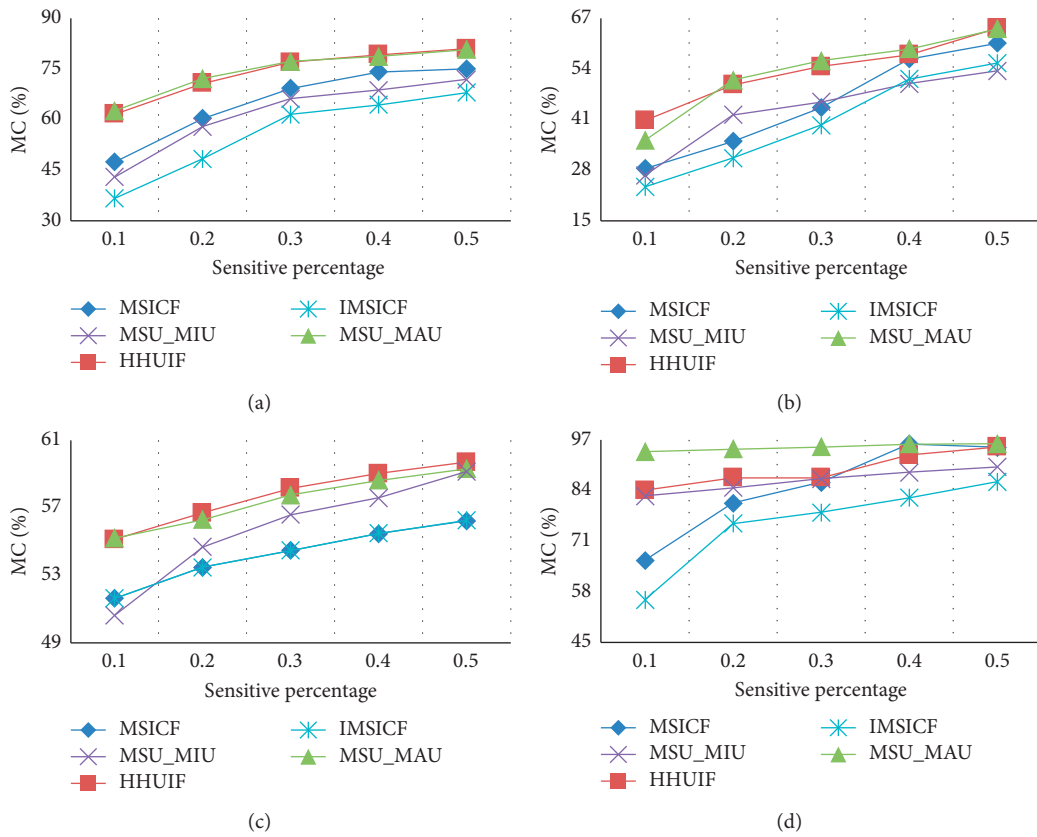 90
75
60
45
30
MC (%)
0.1 0.2 0.3 0.4 0.5
Sensitive percentage
MSICF
MSU_MIU
HHUIF
IMSICF
MSU_MAU
(a)
67
54
41
28
15
MC (%)
0.1 0.2 0.3 0.4 0.5
Sensitive percentage
MSICF
MSU_MIU
HHUIF
IMSICF
MSU_MAU
(b)
61
57
53
49
MC (%)
0.1 0.2 0.3 0.4 0.5
Sensitive percentage
MSICF
MSU_MIU
HHUIF
IMSICF
MSU_MAU
(c)
97
84
71
58
45
MC (%)
0.1 0.2 0.3 0.4 0.5
Sensitive percentage
MSICF
MSU_MIU
HHUIF
IMSICF
MSU_MAU
(d)